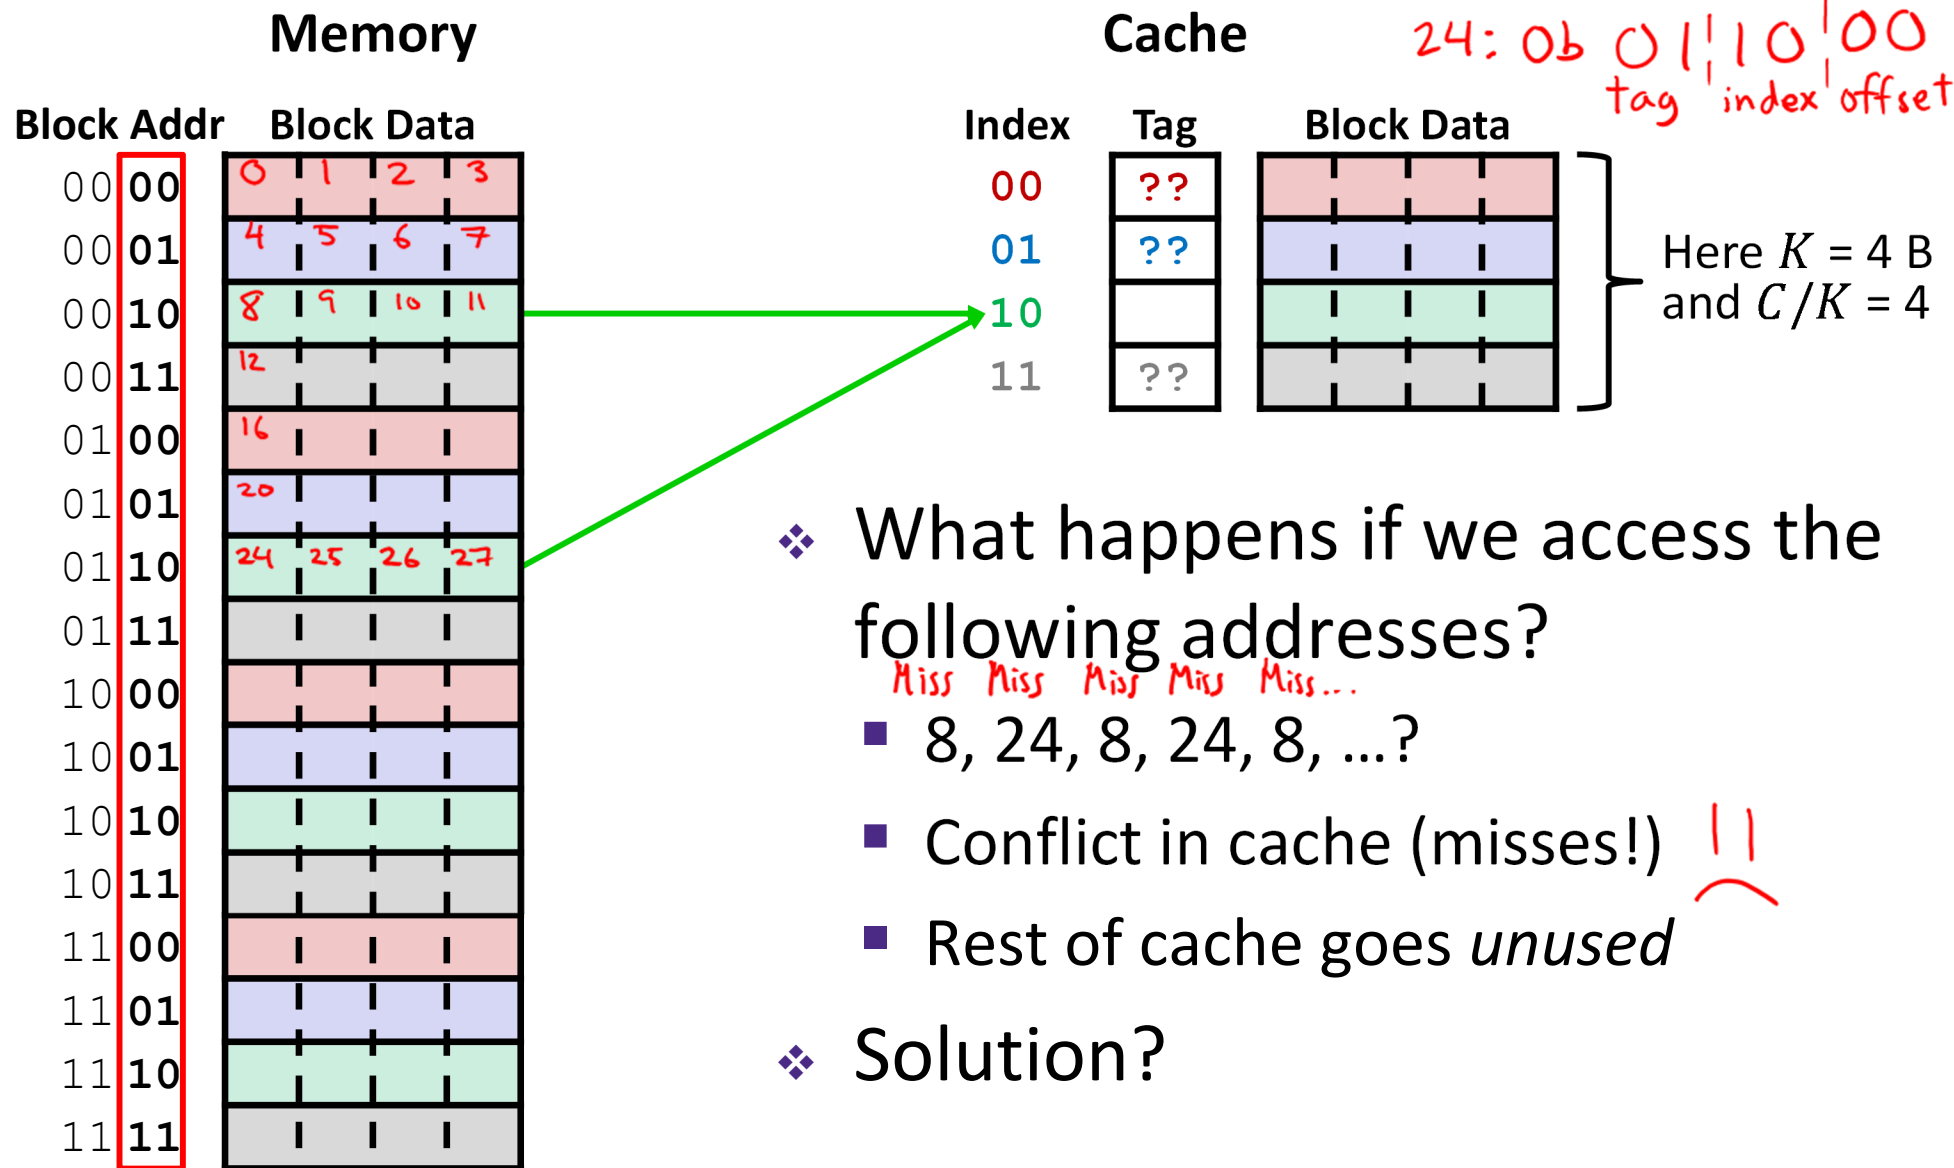 Memory
Cache
24: 0b 01 10 00
tag index offset
Block Addr Block Data
Index Tag Block Data
00 00 0 1 2 3
00 01 4 5 6 7
00 10 8 9 10 11
00 11 12
01 00 16
01 01 20
01 10 24 25 26 27
01 11
10 00
10 01
10 10
10 11
11 00
11 01
11 10
11 11
00 ??
01 ??
10
11 ??
Here K = 4 B
and C/K = 4
What happens if we access the
following addresses?
Miss Miss Miss Miss Miss...
8, 24, 8, 24, 8, …?
Conflict in cache (misses!)
Rest of cache goes unused
Solution?